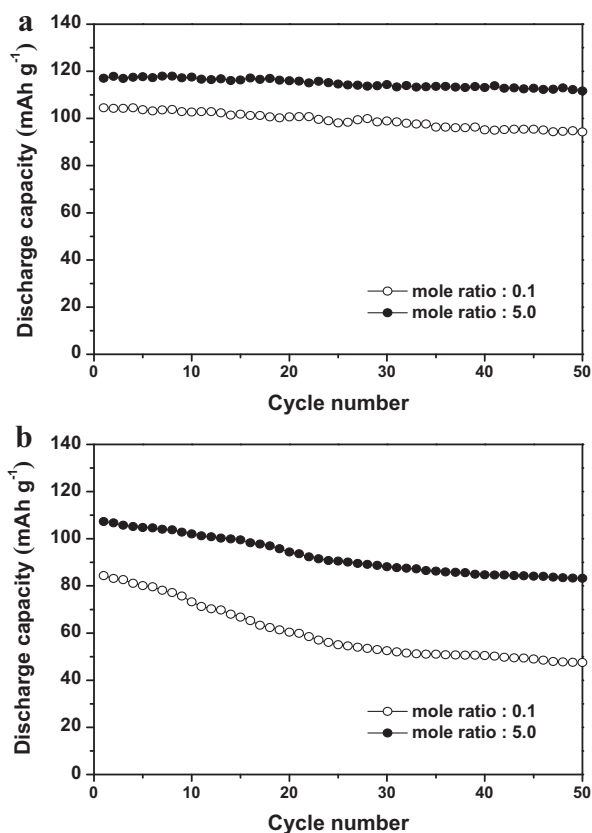 a
140
120
100
80
60
40
20
0
Discharge capacity (mAh g⁻¹)
mole ratio : 0.1
mole ratio : 5.0
0 10 20 30 40 50
Cycle number
b
140
120
100
80
60
40
20
0
Discharge capacity (mAh g⁻¹)
mole ratio : 0.1
mole ratio : 5.0
0 10 20 30 40 50
Cycle number